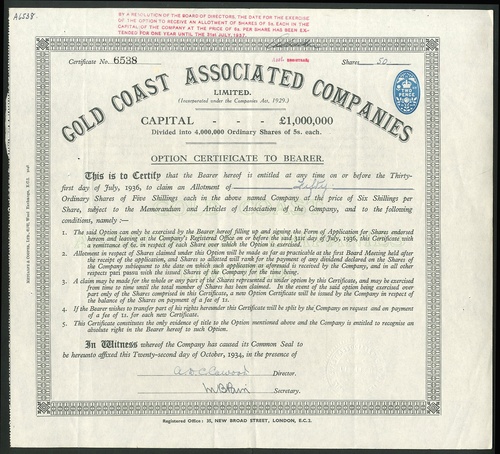 A6538
BY A RESOLUTION OF THE BOARD OF DIRECTORS, THE DATE FOR THE EXERCISE
OF THE OPTION TO RECEIVE AN ALLOTMENT OF SHARES OF 5s. EACH IN THE
CAPITAL OF THE COMPANY AT THE PRICE OF 6s. PER SHARE HAS BEEN EX-
TENDED FOR ONE YEAR UNTIL THE 31st JULY, 1937.
Certificate No. 6538
Shares 50
GOLD COAST ASSOCIATED COMPANIES
LIMITED.
(Incorporated under the Companies Act, 1929.)
CAPITAL - - - £1,000,000
Divided into 4,000,000 Ordinary Shares of 5s. each.
TWO
PENCE
OPTION CERTIFICATE TO BEARER.
This is to Certify that the Bearer hereof is entitled at any time on or before the Thirty-
first day of July, 1936, to claim an Allotment of Fifty
Ordinary Shares of Five Shillings each in the above named Company at the price of Six Shillings per
Share, subject to the Memorandum and Articles of Association of the Company, and to the following
conditions, namely :—
1. The said Option can only be exercised by the Bearer hereof filling up and signing the Form of Application for Shares endorsed
hereon and leaving at the Company's Registered Office on or before the said 31st day of July, 1936, this Certificate with
a remittance of 6s. in respect of each Share over which the Option is exercised.
2. Allotment in respect of Shares claimed under this Option will be made as far as practicable at the first Board Meeting held after
the receipt of the application, and Shares so allotted will rank for the payment of any dividend declared on the Shares of
the Company subsequent to the date on which such application as aforesaid is received by the Company, and in all other
respects rank pari passu with the issued Shares of the Company for the time being.
3. A claim may be made for the whole or any part of the Shares represented as under option by this Certificate, and may be exercised
from time to time until the total number of Shares has been claimed. In the event of the said option being exercised over
part only of the Shares comprised in this Certificate, a new Option Certificate will be issued by the Company in respect of
the balance of the Shares on payment of a fee of 1s.
4. If the Bearer wishes to transfer part of his rights hereunder this Certificate will be split by the Company on request and on payment
of a fee of 1s. for each new Certificate.
5. This Certificate constitutes the only evidence of title to the Option mentioned above and the Company is entitled to recognise an
absolute right in the Bearer hereof to such Option.
In Witness whereof the Company has caused its Common Seal to
be hereunto affixed this Twenty-second day of October, 1934, in the presence of
Director.
Secretary.
Registered Office : 35, NEW BROAD STREET, LONDON, E.C.2.